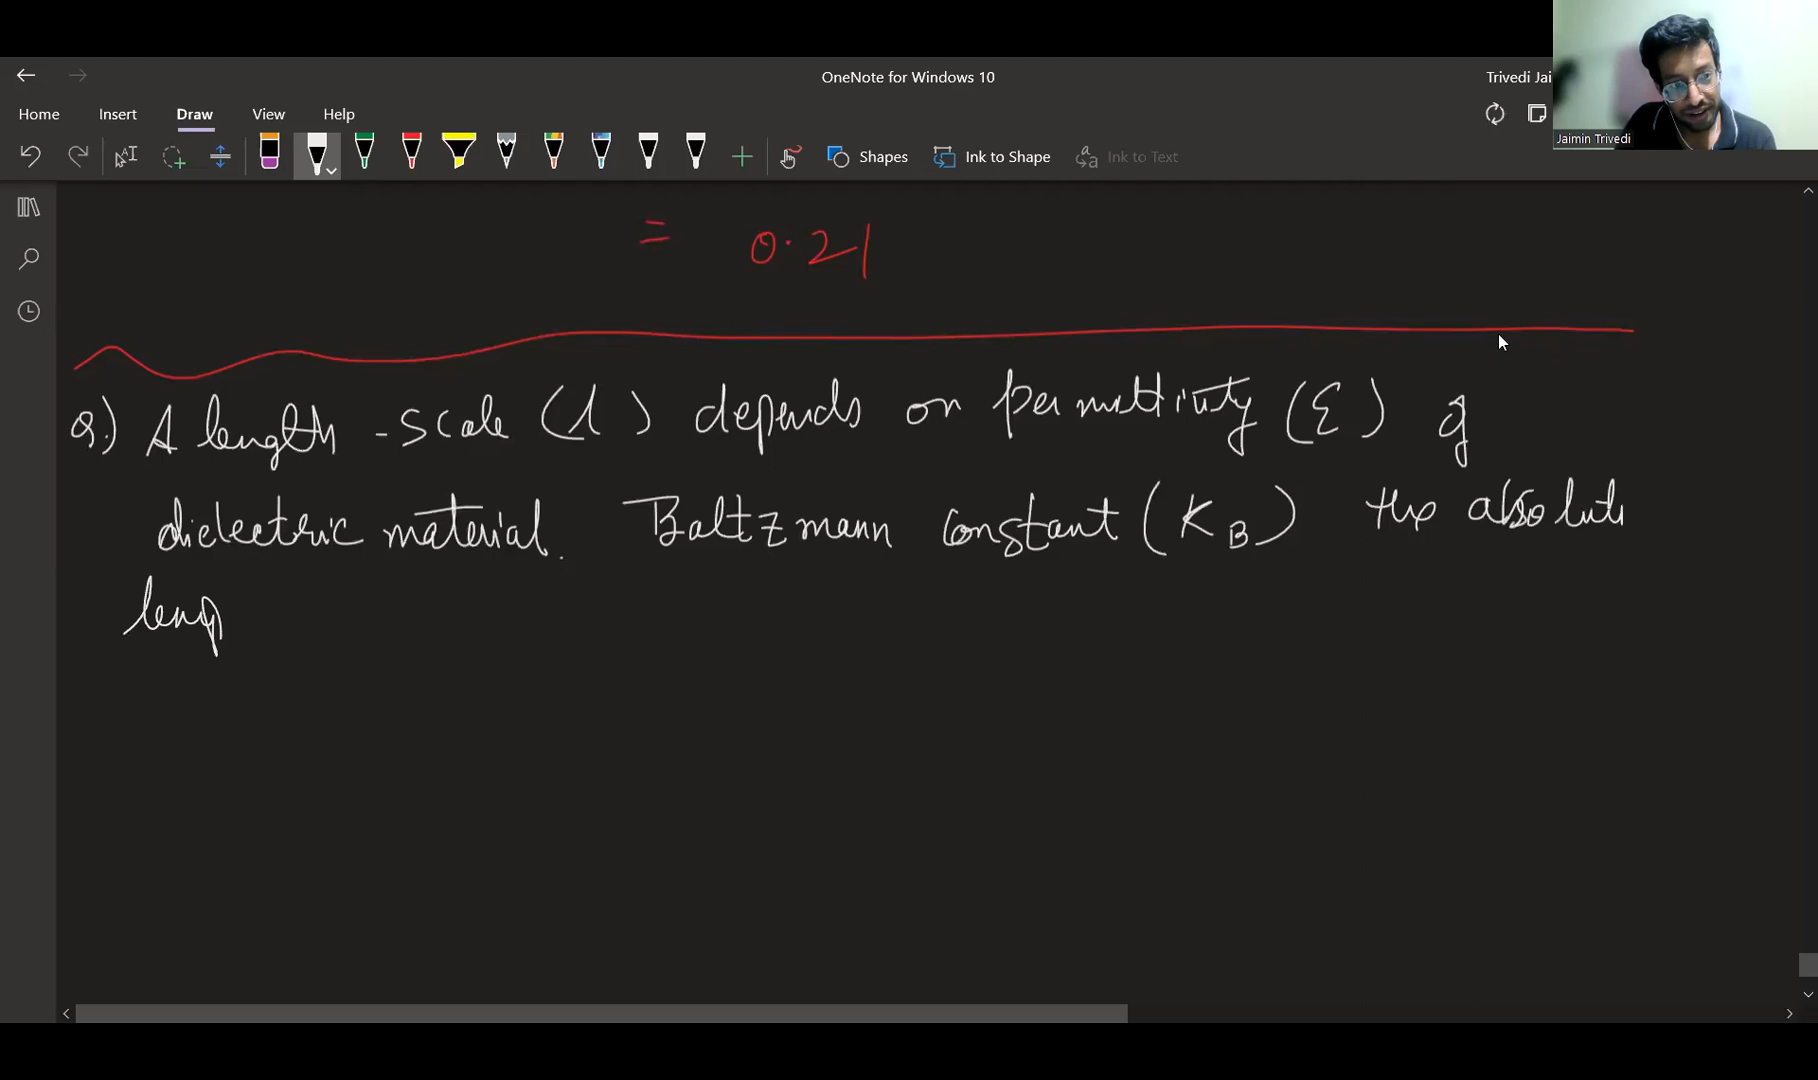 OneNote for Windows 10
Trivedi Jai
Jaimin Trivedi
Home Insert Draw View Help
Shapes Ink to Shape Ink to Text
= 0.21
Q.) A length - scale (l) depends on permittivity (ε) of
dielectric material. Boltzmann constant (KB) the absolute
leng